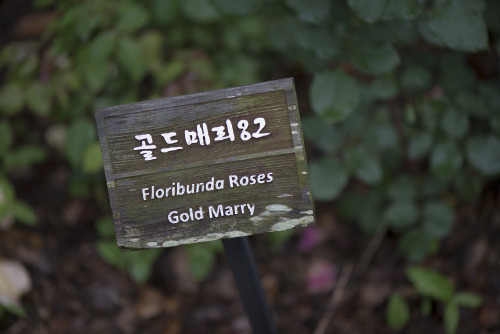 골드매리82
Floribunda Roses
Gold Marry